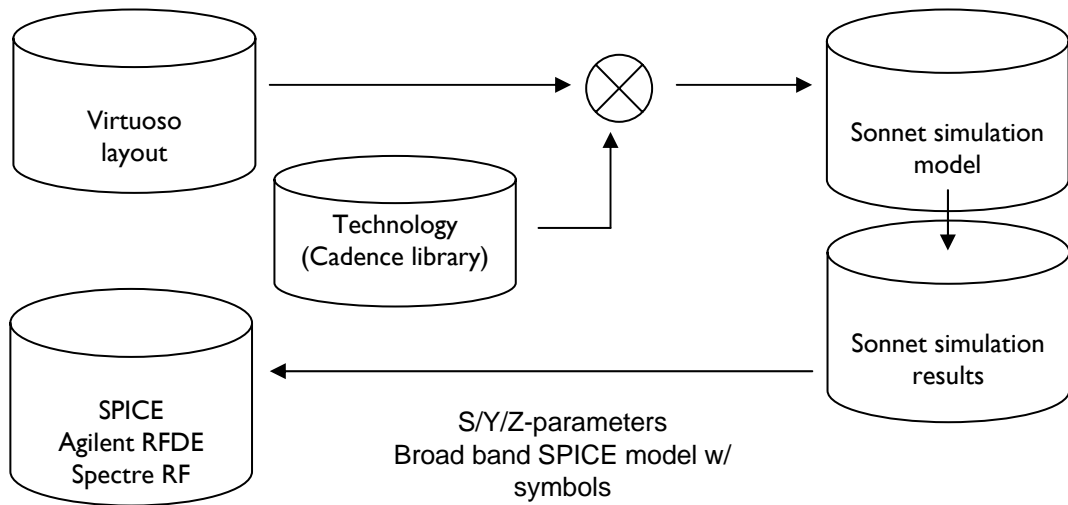 Virtuoso
layout
Technology
(Cadence library)
Sonnet simulation
model
Sonnet simulation
results
SPICE
Agilent RFDE
Spectre RF
S/Y/Z-parameters
Broad band SPICE model w/
symbols